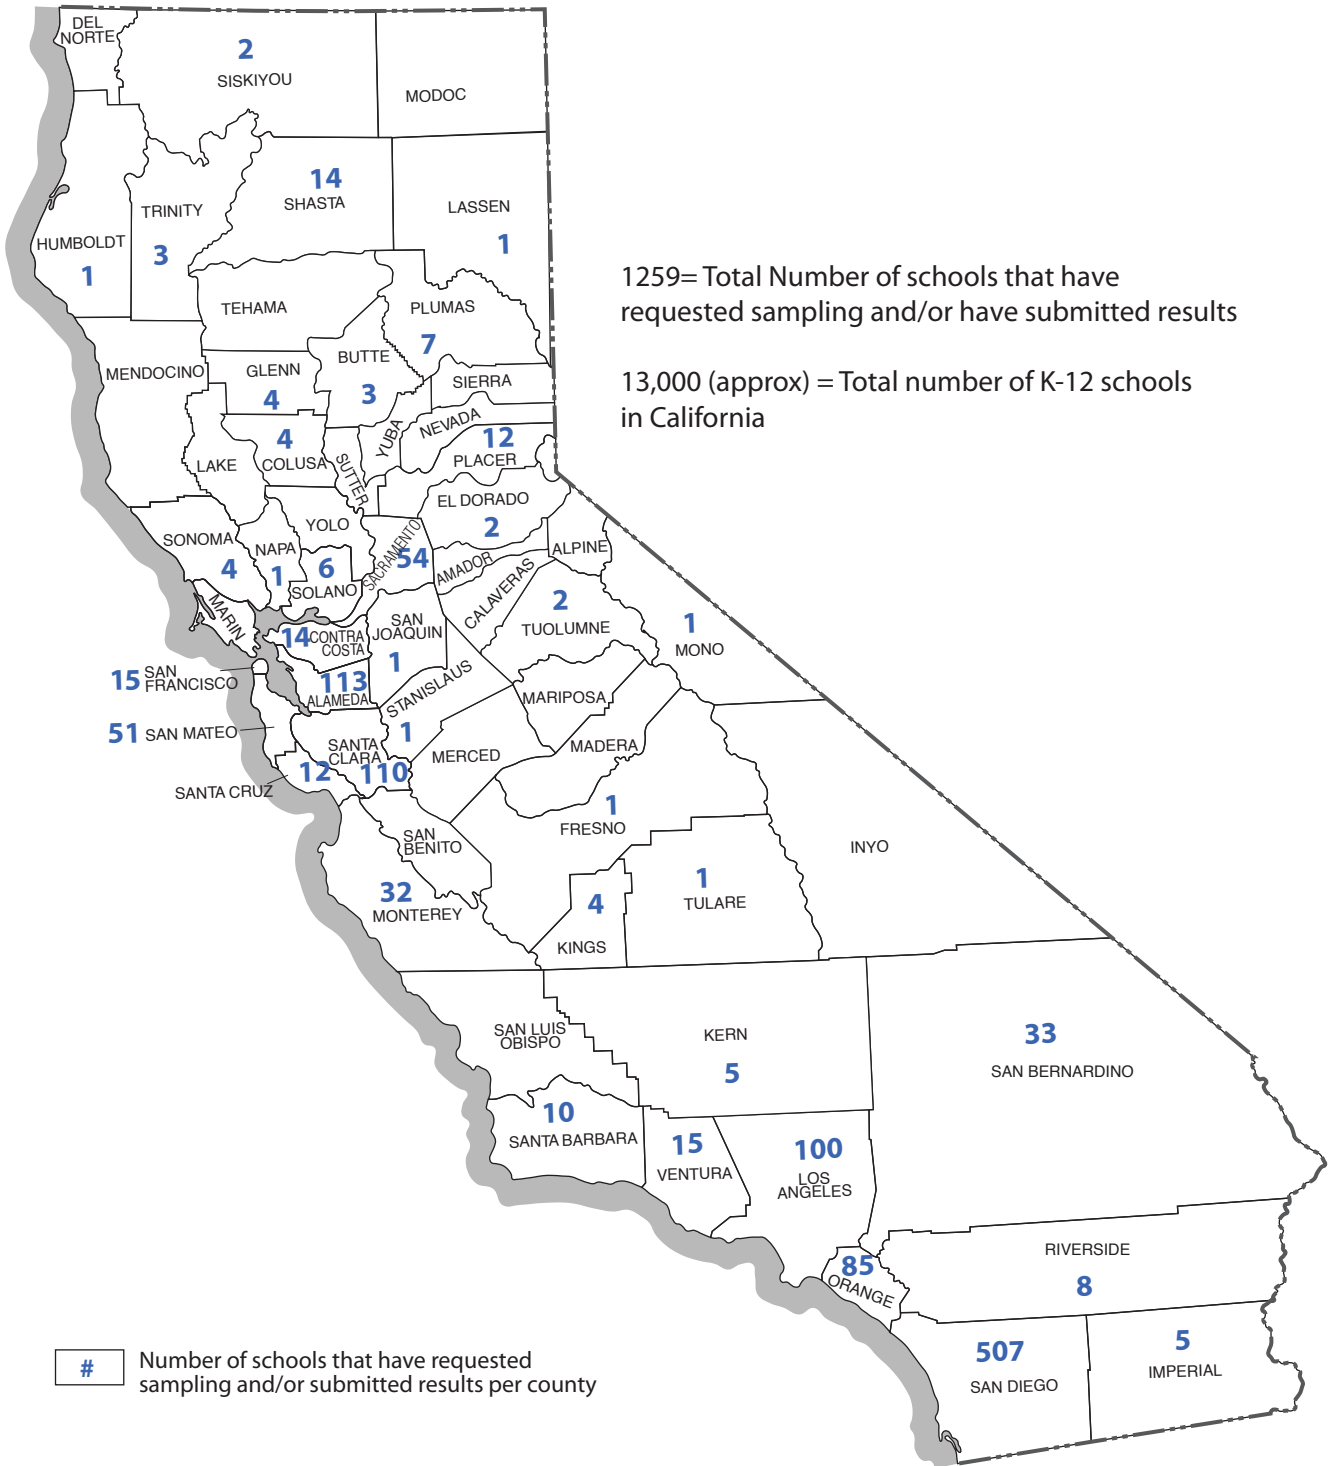 DEL
NORTE
2
SISKIYOU
MODOC
14
SHASTA
TRINITY
3
LASSEN
1
HUMBOLDT
1
1259= Total Number of schools that have
requested sampling and/or have submitted results
13,000 (approx) = Total number of K-12 schools
in California
TEHAMA
PLUMAS
7
BUTTE
3
MENDOCINO
GLENN
4
SIERRA
NEVADA
YUBA
12
PLACER
4
COLUSA
LAKE
SUTTER
EL DORADO
2
YOLO
SONOMA
4
NAPA
1
6
SOLANO
SACRAMENTO
54
AMADOR
ALPINE
CALAVERAS
2
TUOLUMNE
1
MONO
MARIN
14
CONTRA
COSTA
SAN
JOAQUIN
1
15
SAN
FRANCISCO
113
ALAMEDA
STANISLAUS
1
MARIPOSA
51
SAN MATEO
SANTA
CLARA
110
12
SANTA CRUZ
MERCED
MADERA
1
FRESNO
SAN
BENITO
INYO
32
MONTEREY
4
KINGS
1
TULARE
SAN LUIS
OBISPO
KERN
5
33
SAN BERNARDINO
10
SANTA BARBARA
15
VENTURA
100
LOS
ANGELES
85
ORANGE
RIVERSIDE
8
507
SAN DIEGO
5
IMPERIAL
#
Number of schools that have requested
sampling and/or submitted results per county